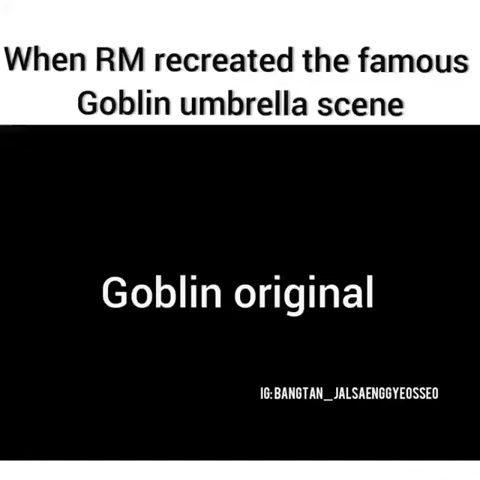 When RM recreated the famous
Goblin umbrella scene
Goblin original
IG: BANGTAN_JALSAENGGYEOSSEO